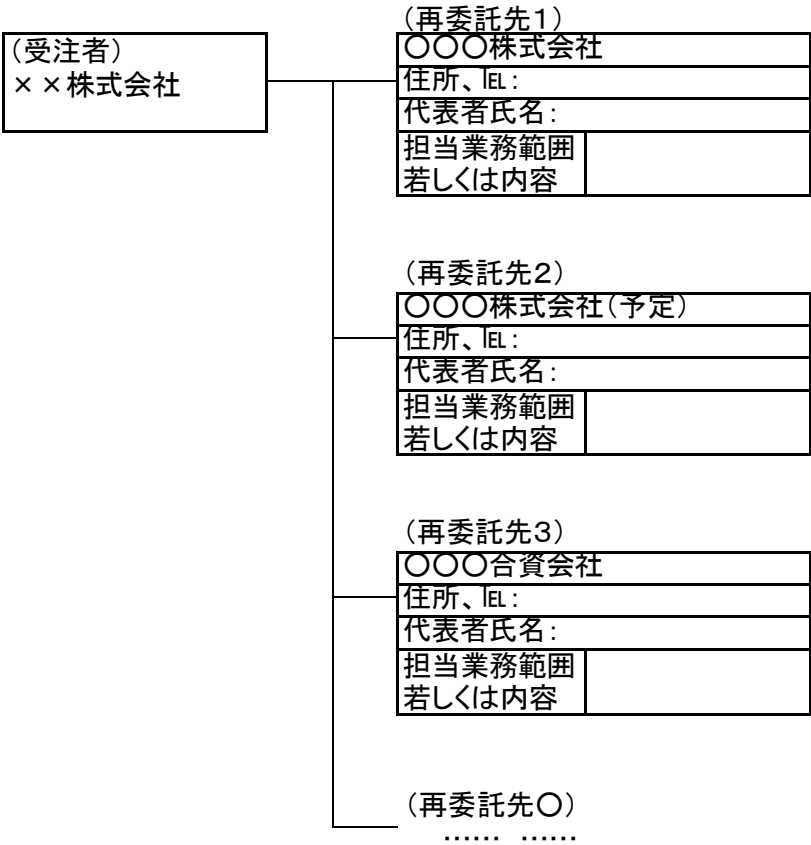 （受注者）
××株式会社
（再委託先１）
〇〇〇株式会社
住所、℡：
代表者氏名：
担当業務範囲
若しくは内容
（再委託先２）
〇〇〇株式会社（予定）
住所、℡：
代表者氏名：
担当業務範囲
若しくは内容
（再委託先３）
〇〇〇合資会社
住所、℡：
代表者氏名：
担当業務範囲
若しくは内容
（再委託先〇）
…… ……